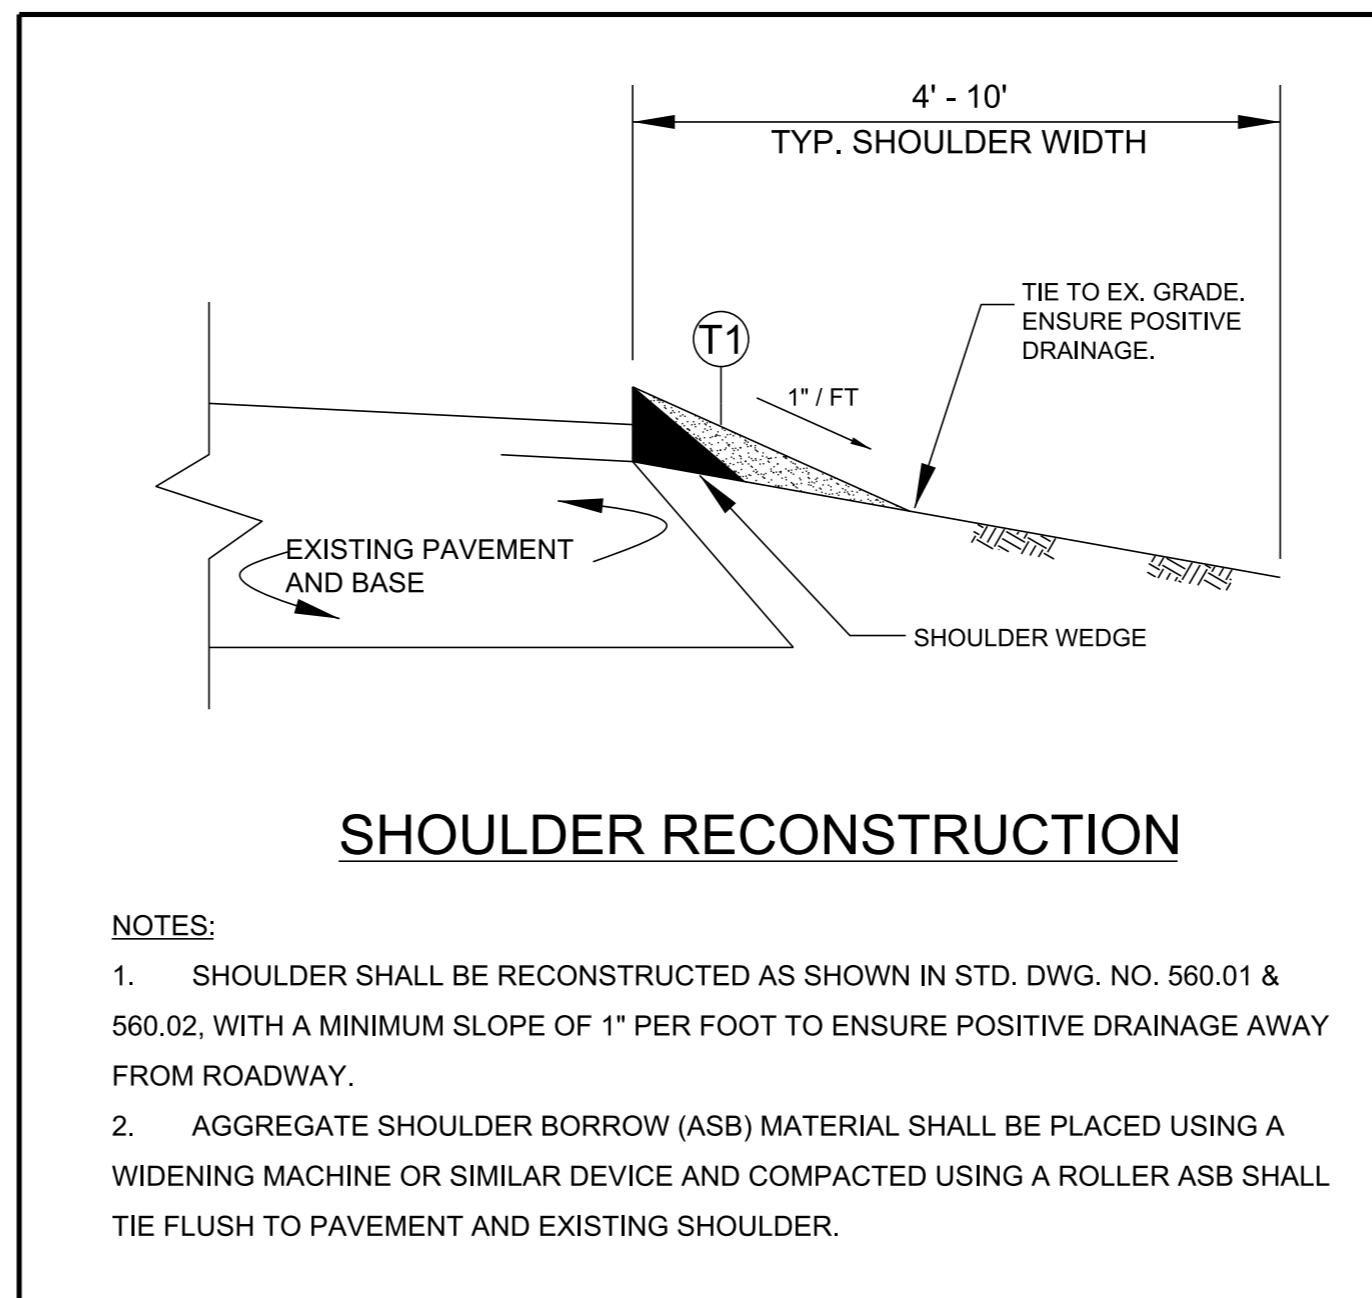 4' - 10'
TYP. SHOULDER WIDTH
TIE TO EX. GRADE.
ENSURE POSITIVE
DRAINAGE.
T1
1" / FT
EXISTING PAVEMENT
AND BASE
SHOULDER WEDGE
SHOULDER RECONSTRUCTION
NOTES:
1. SHOULDER SHALL BE RECONSTRUCTED AS SHOWN IN STD. DWG. NO. 560.01 &
560.02, WITH A MINIMUM SLOPE OF 1" PER FOOT TO ENSURE POSITIVE DRAINAGE AWAY
FROM ROADWAY.
2. AGGREGATE SHOULDER BORROW (ASB) MATERIAL SHALL BE PLACED USING A
WIDENING MACHINE OR SIMILAR DEVICE AND COMPACTED USING A ROLLER ASB SHALL
TIE FLUSH TO PAVEMENT AND EXISTING SHOULDER.